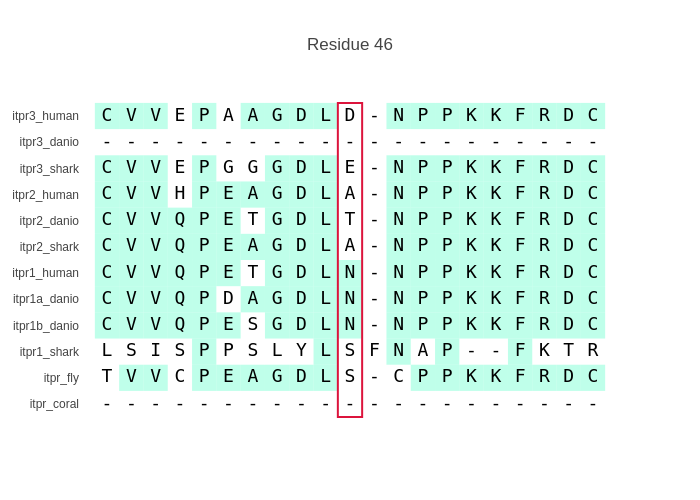 Residue 46
itpr3_human C V V E P A A G D L D - N P P K K F R D C
itpr3_danio - - - - - - - - - - - - - - - - - - - - -
itpr3_shark C V V E P G G G D L E - N P P K K F R D C
itpr2_human C V V H P E A G D L A - N P P K K F R D C
itpr2_danio C V V Q P E T G D L T - N P P K K F R D C
itpr2_shark C V V Q P E A G D L A - N P P K K F R D C
itpr1_human C V V Q P E T G D L N - N P P K K F R D C
itpr1a_danio C V V Q P D A G D L N - N P P K K F R D C
itpr1b_danio C V V Q P E S G D L N - N P P K K F R D C
itpr1_shark L S I S P P S L Y L S F N A P - - F K T R
itpr_fly T V V C P E A G D L S - C P P K K F R D C
itpr_coral - - - - - - - - - - - - - - - - - - - - -